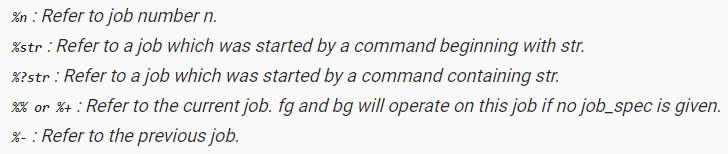 %n : Refer to job number n.
%str : Refer to a job which was started by a command beginning with str.
%?str : Refer to a job which was started by a command containing str.
%% or %+ : Refer to the current job. fg and bg will operate on this job if no job_spec is given.
%- : Refer to the previous job.